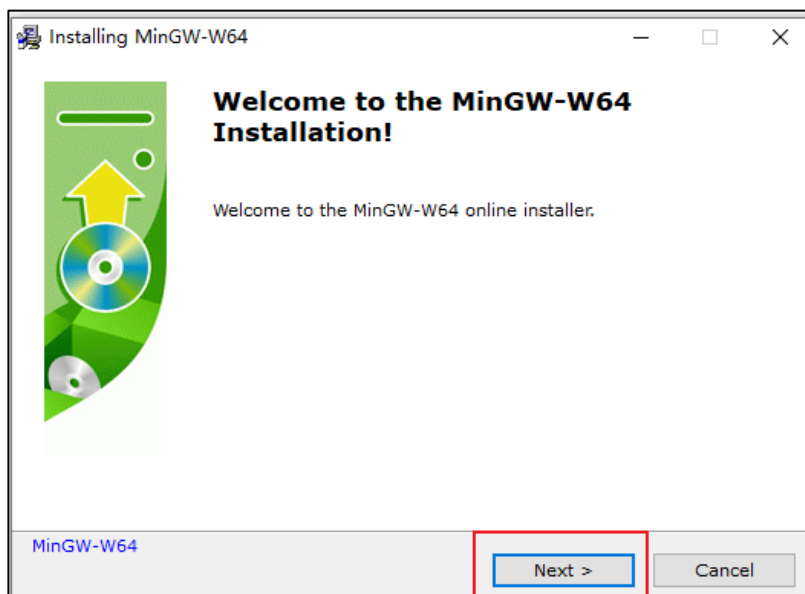 Installing MinGW-W64
Welcome to the MinGW-W64
Installation!
Welcome to the MinGW-W64 online installer.
MinGW-W64
Next >
Cancel